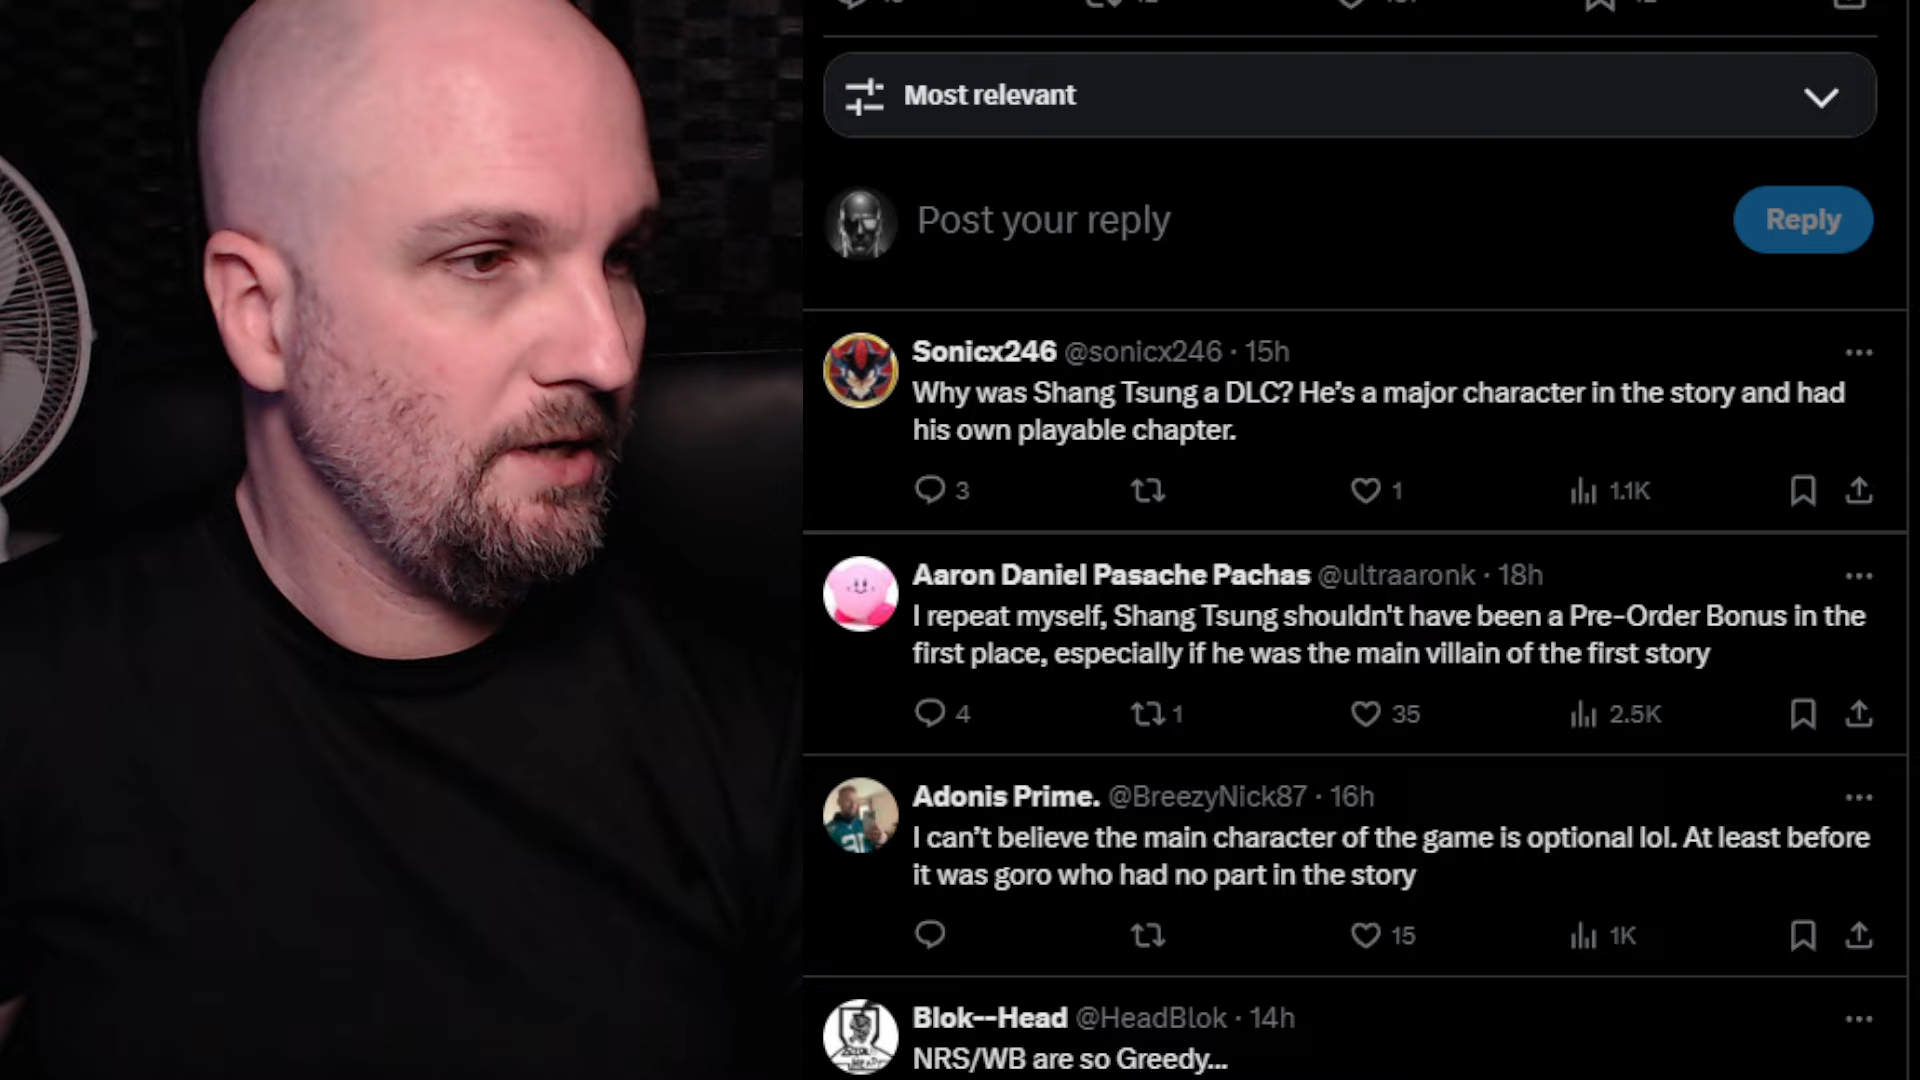 Most relevant
Post your reply
Reply
Sonicx246 @sonicx246 · 15h
Why was Shang Tsung a DLC? He's a major character in the story and had
his own playable chapter.
3 1 1.1K
Aaron Daniel Pasache Pachas @ultraaronk · 18h
I repeat myself, Shang Tsung shouldn't have been a Pre-Order Bonus in the
first place, especially if he was the main villain of the first story
4 1 35 2.5K
Adonis Prime. @BreezyNick87 · 16h
I can't believe the main character of the game is optional lol. At least before
it was goro who had no part in the story
15 1K
Blok--Head @HeadBlok · 14h
NRS/WB are so Greedy...